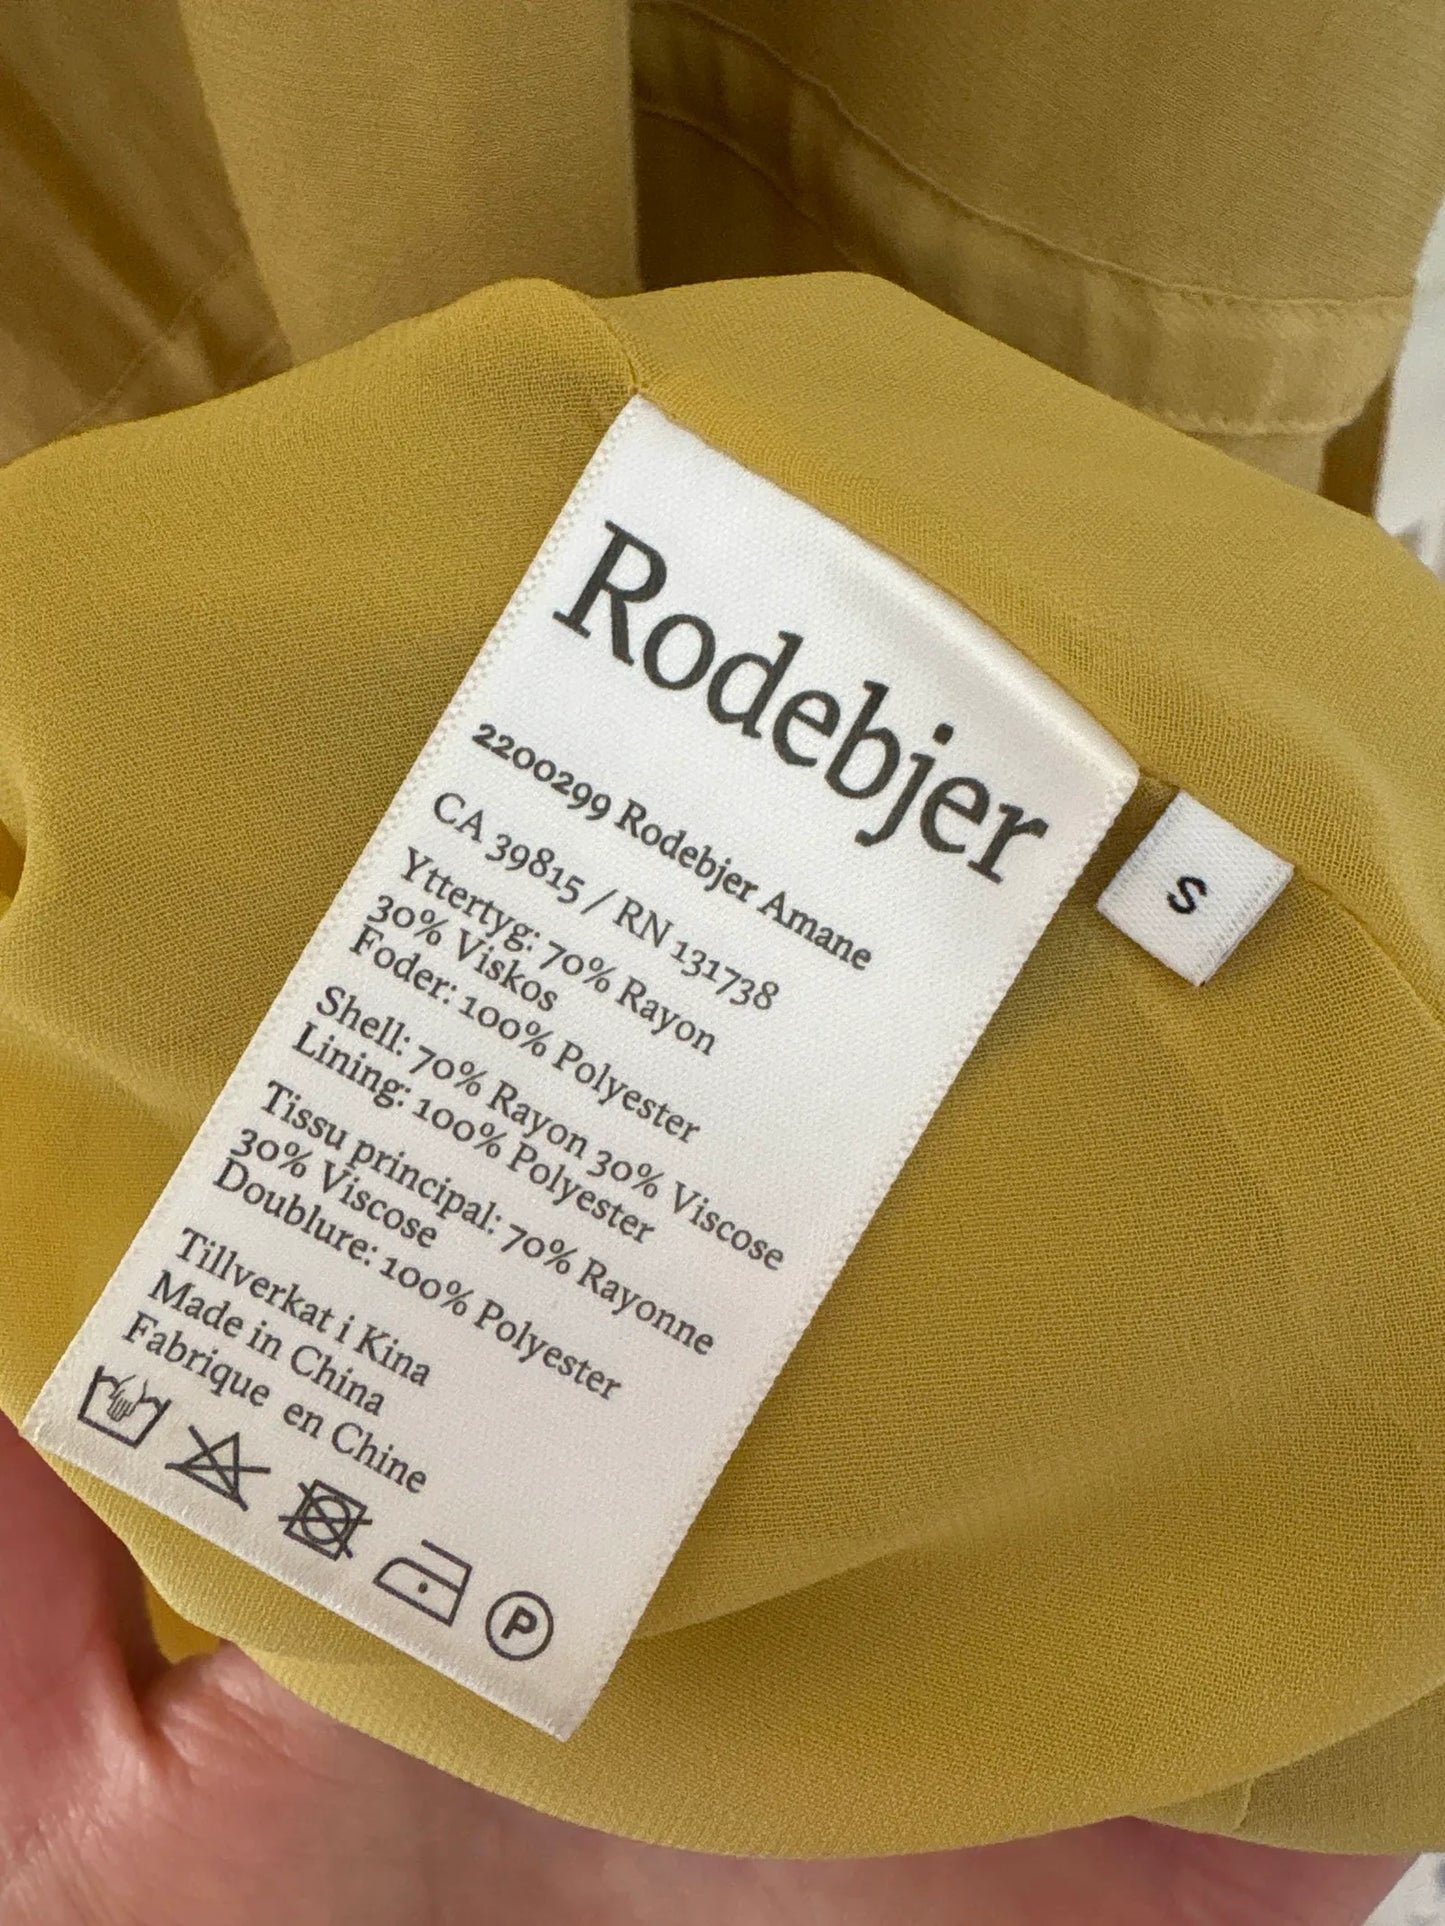 Rodebjer
2200299 Rodebjer Amane
CA 39815 / RN 131738
Yttertyg: 70% Rayon
30% Viskos
Foder: 100% Polyester
Shell: 70% Rayon 30% Viscose
Lining: 100% Polyester
Tissu principal: 70% Rayonne
30% Viscose
Doublure: 100% Polyester
Tillverkat i Kina
Made in China
Fabrique en Chine
P
S